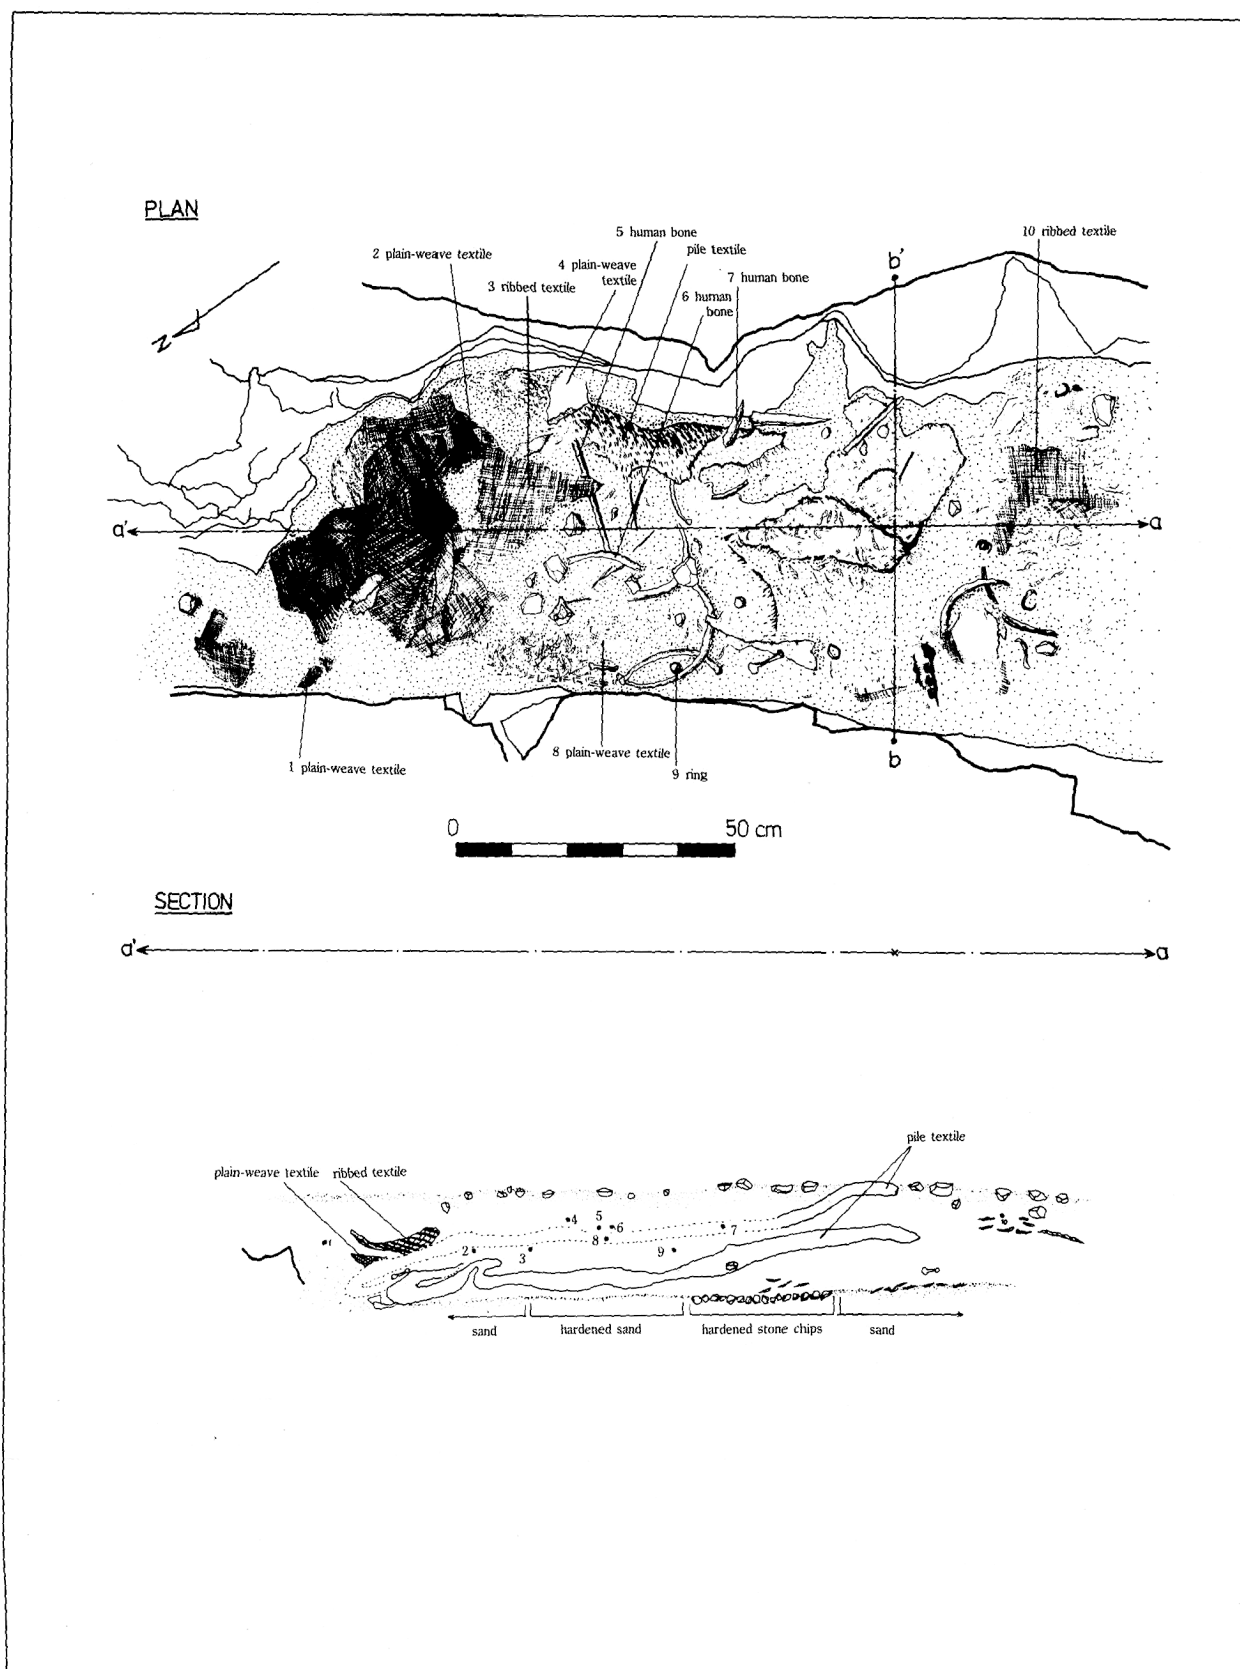 PLAN
5 human bone
10 ribbed textile
2 plain-weave textile
4 plain-weave
textile
pile textile
b'
3 ribbed textile
7 human bone
6 human
bone
N
a'
a
8 plain-weave textile
b
1 plain-weave textile
9 ring
0
50 cm
SECTION
a'
a
pile textile
plain-weave textile
ribbed textile
1
4
5
6
7
8
2
3
9
sand
hardened sand
hardened stone chips
sand